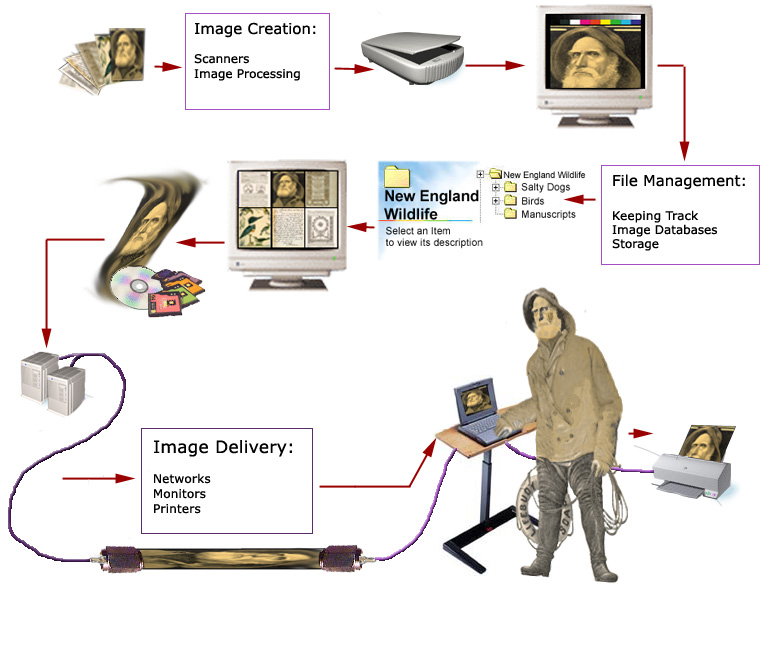 Image Creation:
Scanners
Image Processing
File Management:
Keeping Track
Image Databases
Storage
New England Wildlife
Salty Dogs
Birds
Manuscripts
New England
Wildlife
Select an Item
to view its description
Image Delivery:
Networks
Monitors
Printers